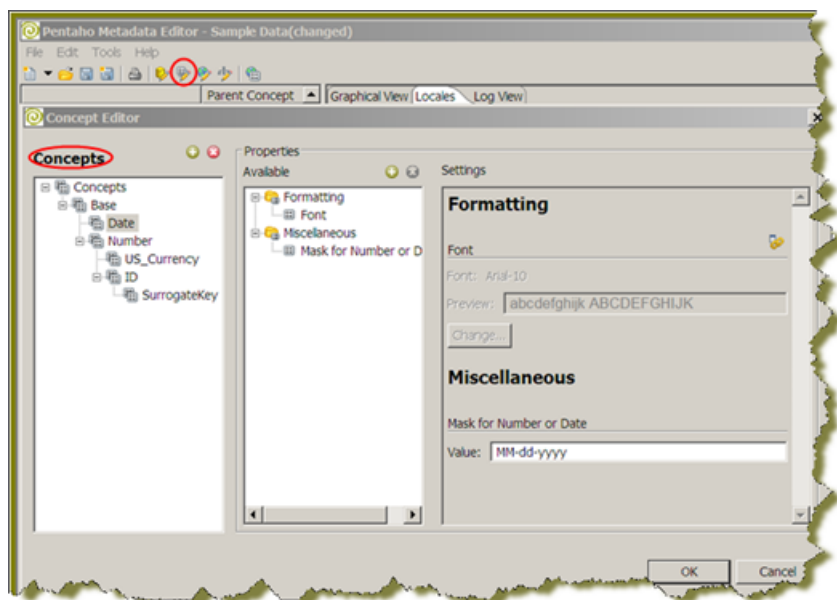 Pentaho Metadata Editor - Sample Data(changed)
File Edit Tools Help
Parent Concept Graphical View Locales Log View
Concept Editor
Concepts
Properties
Available
Settings
Concepts
Base
Date
Number
US_Currency
ID
SurrogateKey
Formatting
Font
Miscellaneous
Mask for Number or D
Formatting
Font
Font: Arial-10
Preview: abcdefghijk ABCDEFGHIJK
Change...
Miscellaneous
Mask for Number or Date
Value: MM-dd-yyyy
OK Cancel